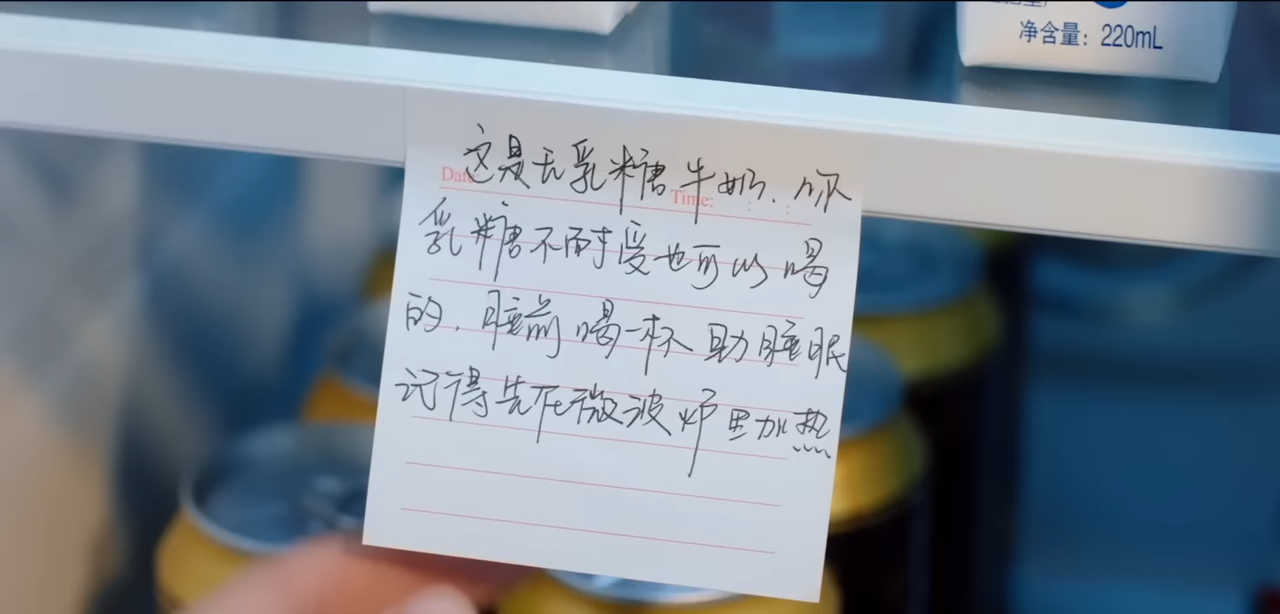 净含量：220mL
Time:
这是无乳糖牛奶、你
乳糖不耐受也可以喝
的、睡前喝一杯助睡眠
记得先在微波炉里加热